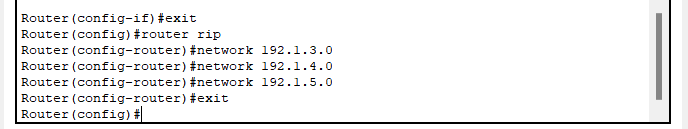 Router(config-if)#exit
Router(config)#router rip
Router(config-router)#network 192.1.3.0
Router(config-router)#network 192.1.4.0
Router(config-router)#network 192.1.5.0
Router(config-router)#exit
Router(config)#